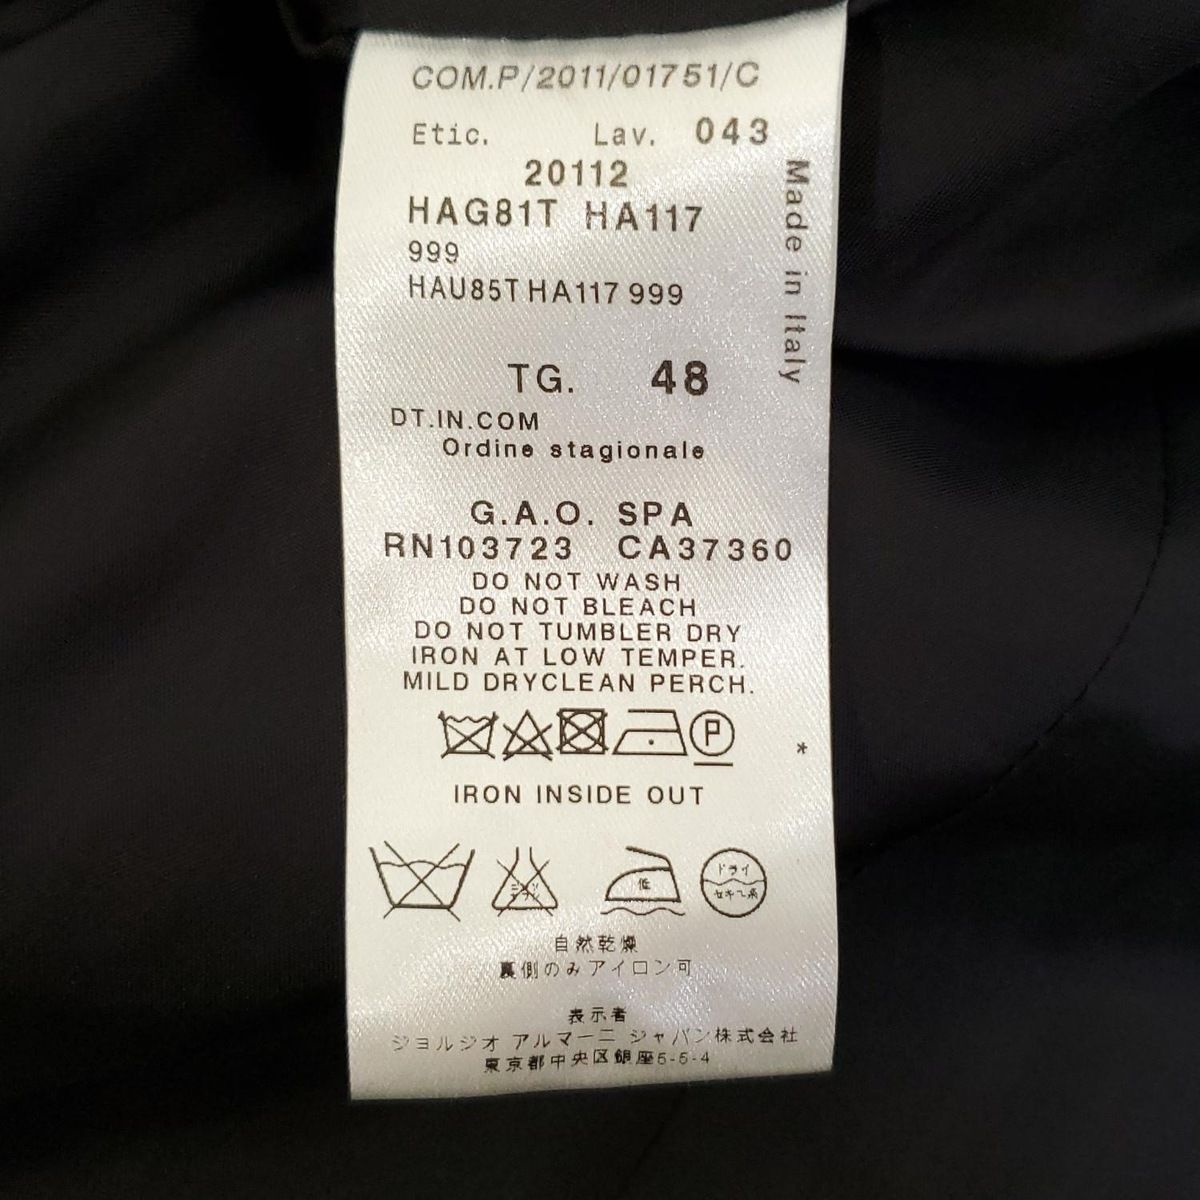 COM.P/2011/01751/C
Etic. Lav. 043
20112
HAG81T HA117
999
HAU85T HA117 999
Made in Italy
TG. 48
DT.IN.COM
Ordine stagionale
G.A.O. SPA
RN103723 CA37360
DO NOT WASH
DO NOT BLEACH
DO NOT TUMBLER DRY
IRON AT LOW TEMPER.
MILD DRYCLEAN PERCH.
P
*
IRON INSIDE OUT
低
ドライ
セキユ系
自然乾燥
裏側のみアイロン可
表示者
ジョルジオ アルマーニ ジャパン株式会社
東京都中央区銀座5-5-4